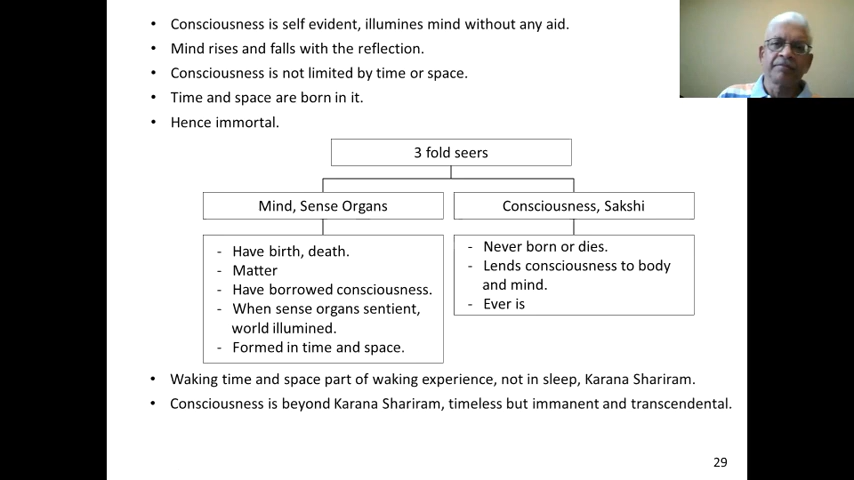 • Consciousness is self evident, illumines mind without any aid.
• Mind rises and falls with the reflection.
• Consciousness is not limited by time or space.
• Time and space are born in it.
• Hence immortal.
3 fold seers
Mind, Sense Organs
- Have birth, death.
- Matter
- Have borrowed consciousness.
- When sense organs sentient,
world illumined.
- Formed in time and space.
Consciousness, Sakshi
- Never born or dies.
- Lends consciousness to body
and mind.
- Ever is
• Waking time and space part of waking experience, not in sleep, Karana Shariram.
• Consciousness is beyond Karana Shariram, timeless but immanent and transcendental.
29